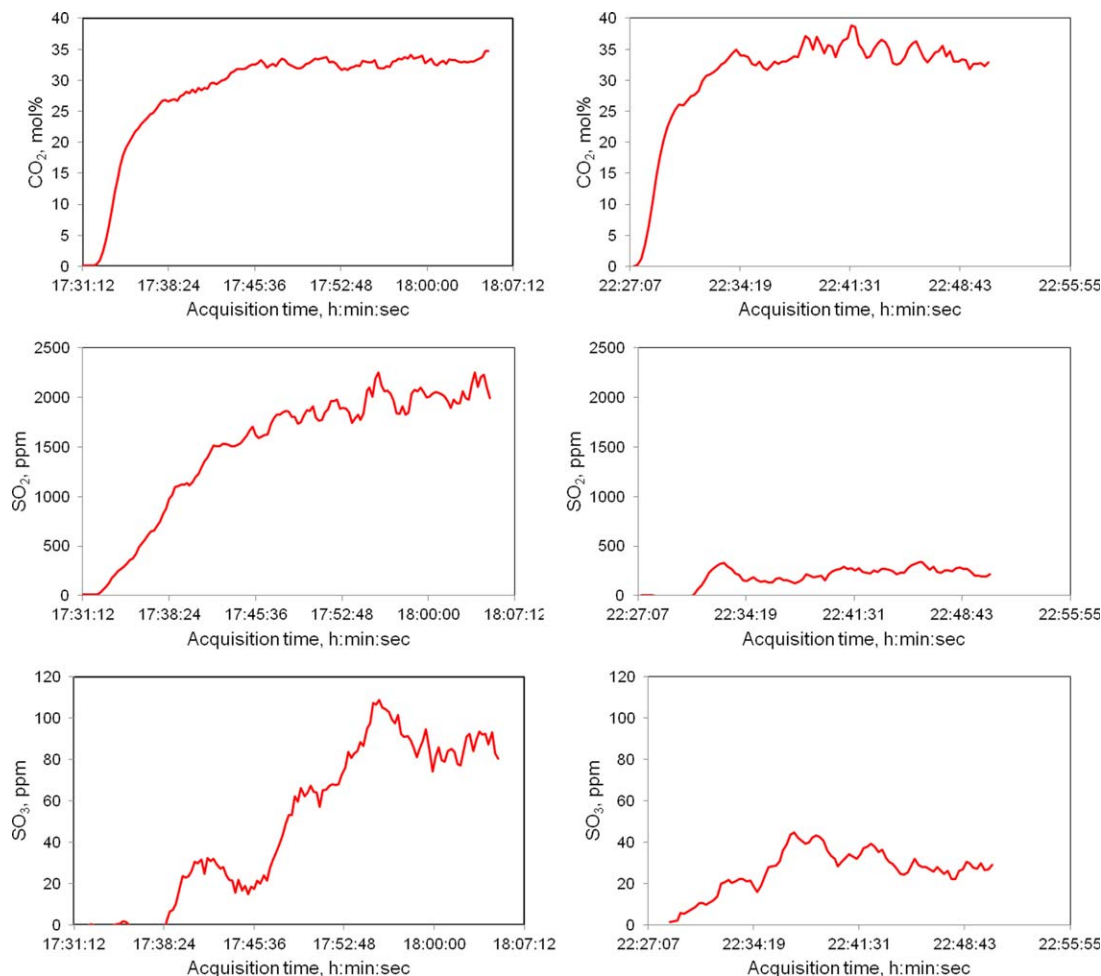 40
35
30
25
20
15
10
5
0
CO₂, mol%
17:31:12 17:38:24 17:45:36 17:52:48 18:00:00 18:07:12
Acquisition time, h:min:sec
40
35
30
25
20
15
10
5
0
CO₂, mol%
22:27:07 22:34:19 22:41:31 22:48:43 22:55:55
Acquisition time, h:min:sec
2500
2000
1500
1000
500
0
SO₂, ppm
17:31:12 17:38:24 17:45:36 17:52:48 18:00:00 18:07:12
Acquisition time, h:min:sec
2500
2000
1500
1000
500
0
SO₂, ppm
22:27:07 22:34:19 22:41:31 22:48:43 22:55:55
Acquisition time, h:min:sec
120
100
80
60
40
20
0
SO₃, ppm
17:31:12 17:38:24 17:45:36 17:52:48 18:00:00 18:07:12
Acquisition time, h:min:sec
120
100
80
60
40
20
0
SO₃, ppm
22:27:07 22:34:19 22:41:31 22:48:43 22:55:55
Acquisition time, h:min:sec